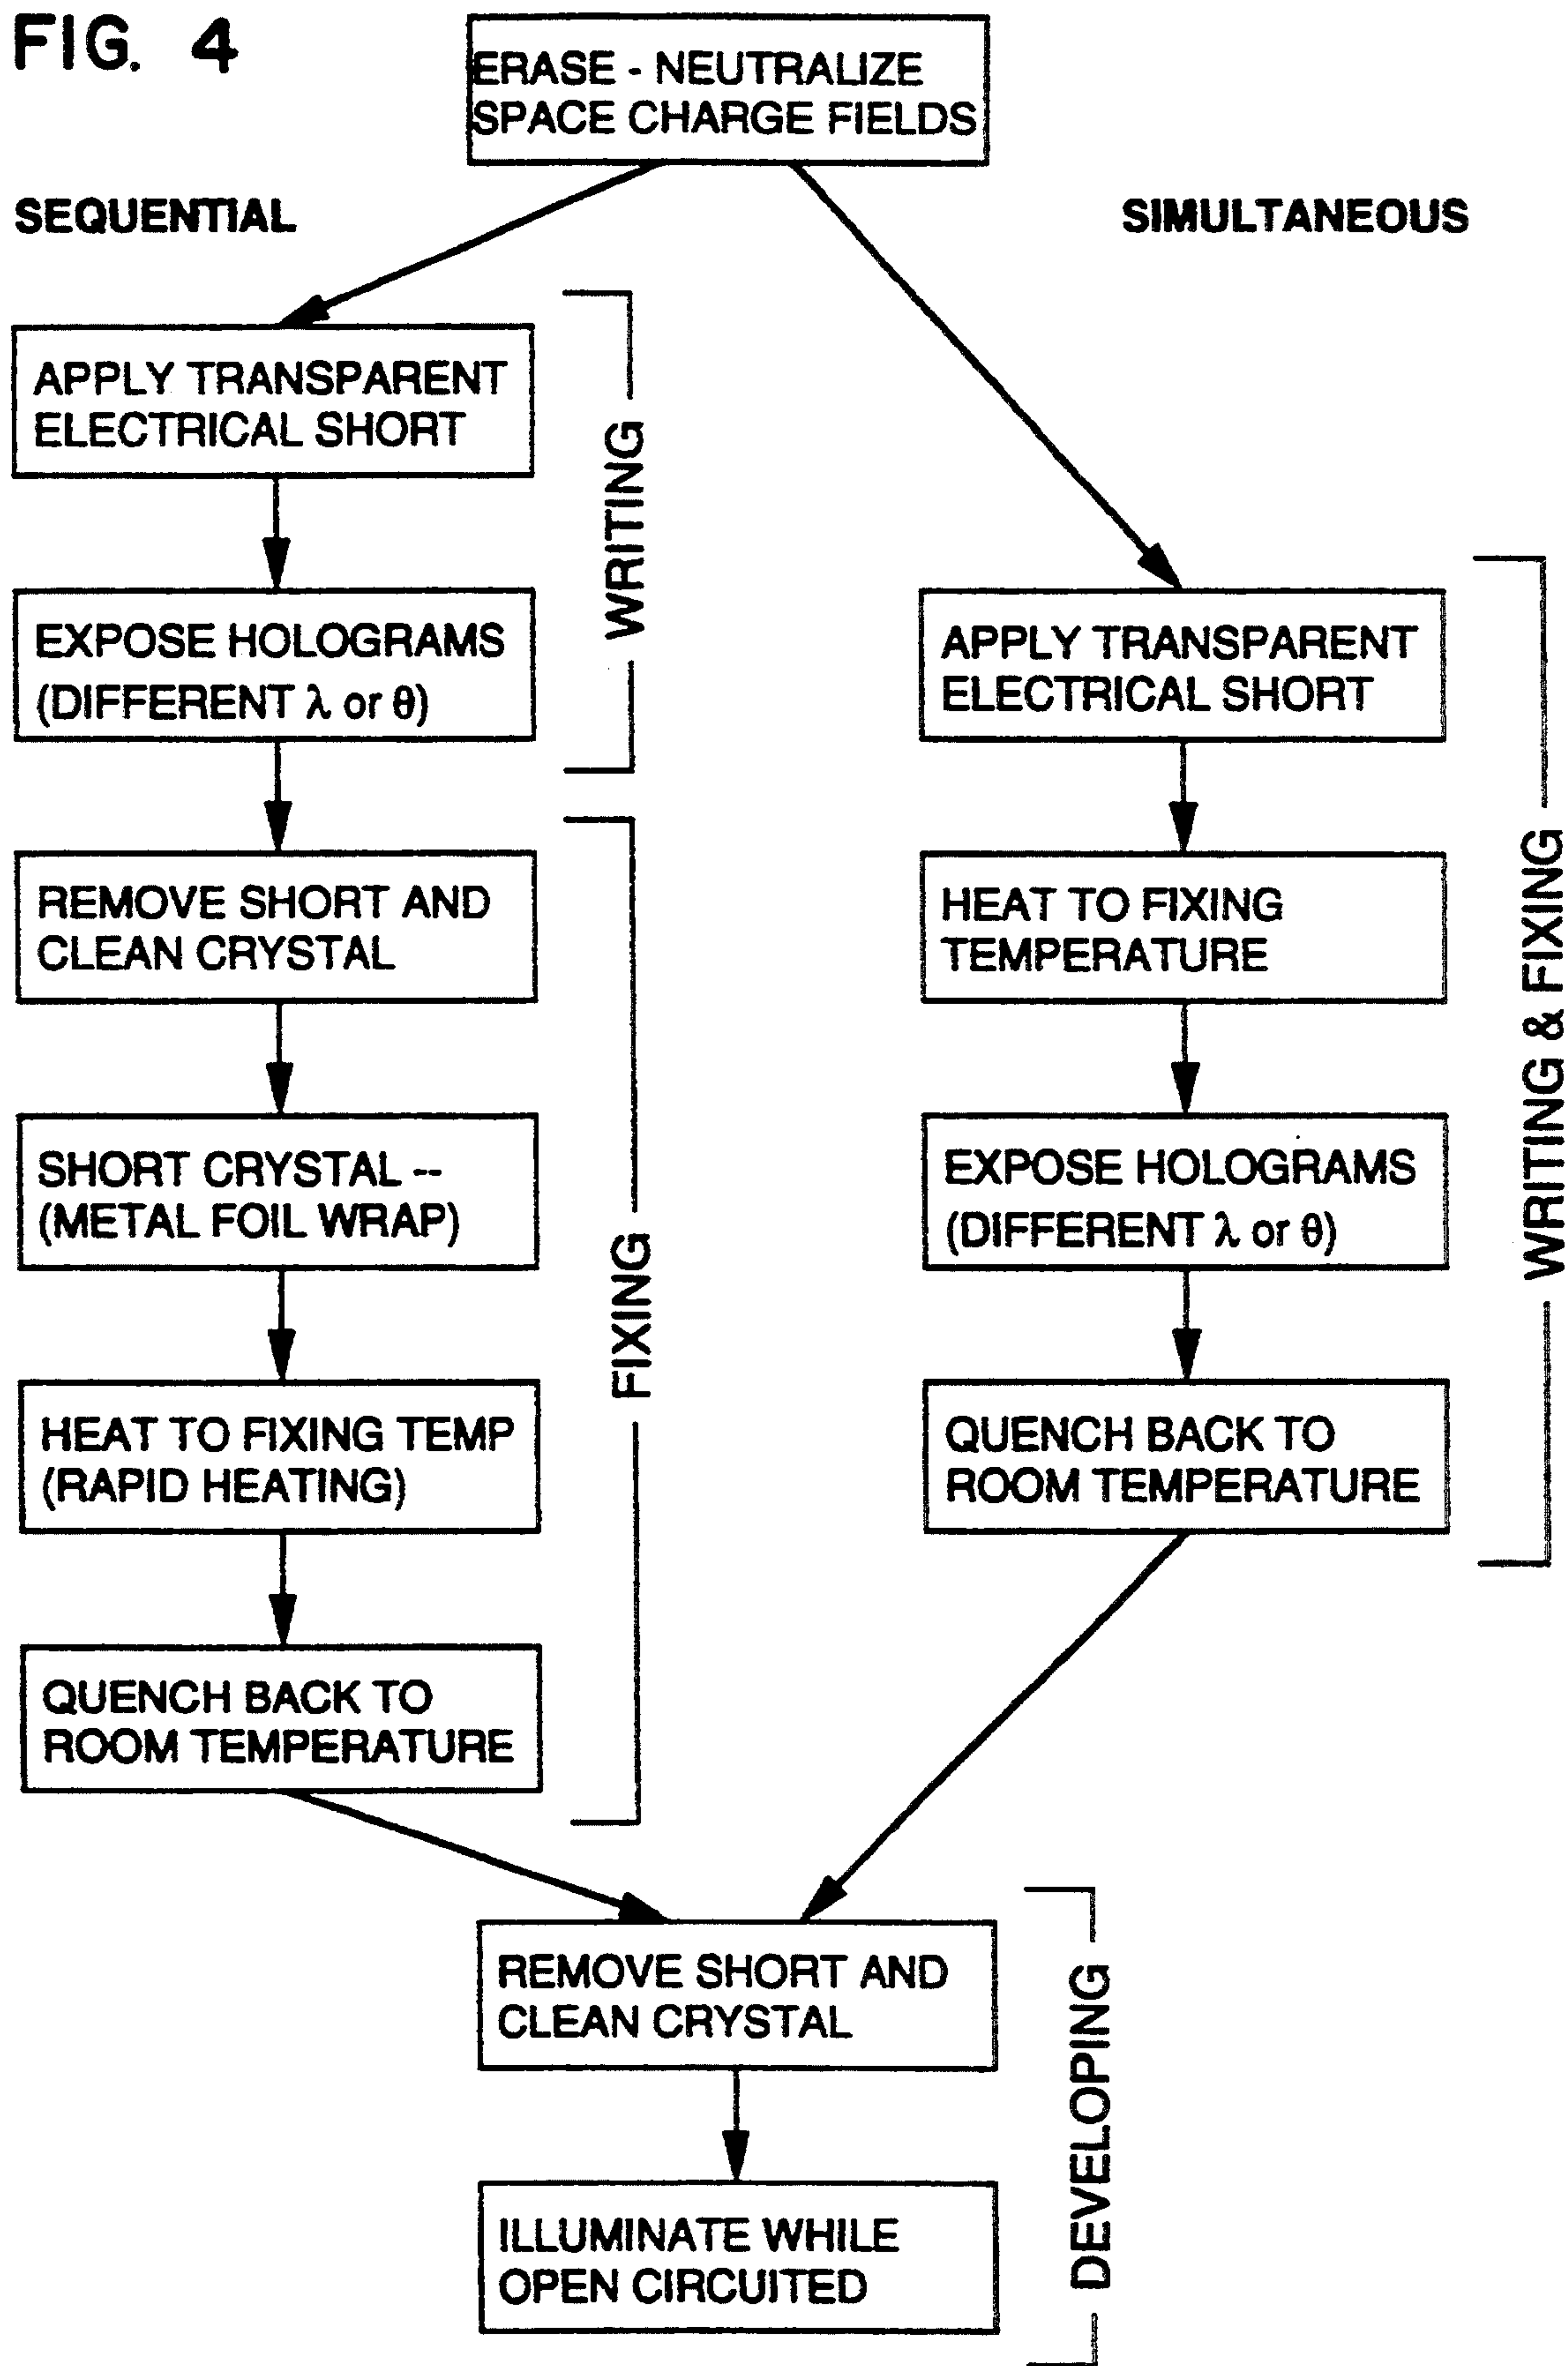 FIG. 4
ERASE - NEUTRALIZE
SPACE CHARGE FIELDS
SEQUENTIAL
SIMULTANEOUS
APPLY TRANSPARENT
ELECTRICAL SHORT
EXPOSE HOLOGRAMS
(DIFFERENT λ or θ)
WRITING
REMOVE SHORT AND
CLEAN CRYSTAL
SHORT CRYSTAL --
(METAL FOIL WRAP)
HEAT TO FIXING TEMP
(RAPID HEATING)
QUENCH BACK TO
ROOM TEMPERATURE
FIXING
APPLY TRANSPARENT
ELECTRICAL SHORT
HEAT TO FIXING
TEMPERATURE
EXPOSE HOLOGRAMS
(DIFFERENT λ or θ)
QUENCH BACK TO
ROOM TEMPERATURE
WRITING & FIXING
REMOVE SHORT AND
CLEAN CRYSTAL
ILLUMINATE WHILE
OPEN CIRCUITED
DEVELOPING